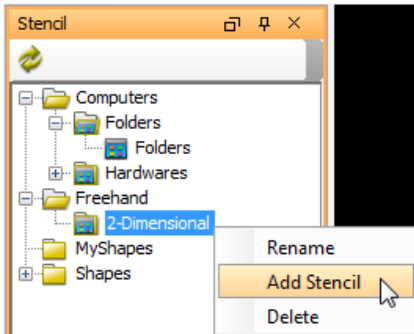 Stencil
Computers
Folders
Folders
Hardwares
Freehand
2-Dimensional
MyShapes
Shapes
Rename
Add Stencil
Delete